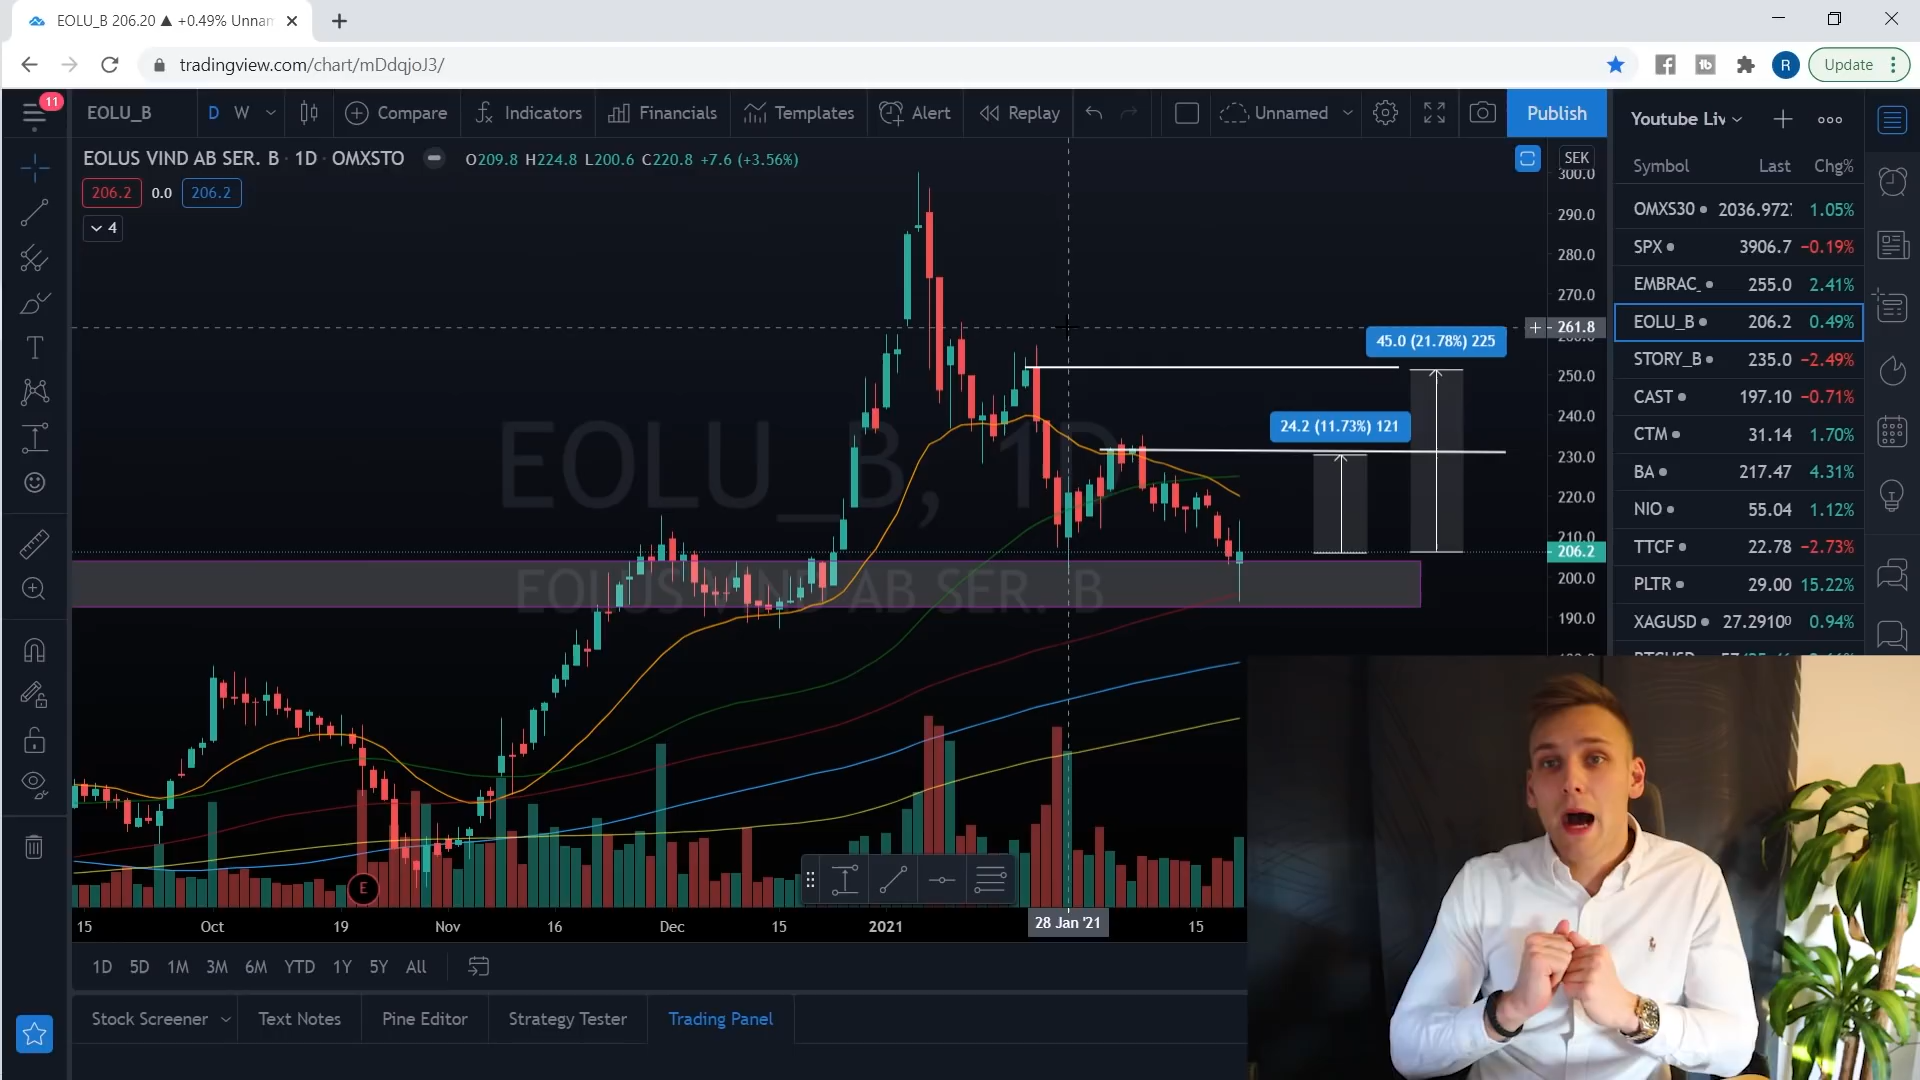 EOLU_B 206.20 ▲ +0.49% Unnam
tradingview.com/chart/mDdqjoJ3/
R
Update
11
EOLU_B
D W
Compare
Indicators
Financials
Templates
Alert
Replay
Unnamed
Publish
Youtube Liv
EOLUS VIND AB SER. B · 1D · OMXSTO
O209.8 H224.8 L200.6 C220.8 +7.6 (+3.56%)
SEK
206.2 0.0 206.2
4
Symbol Last Chg%
OMXS30 2036.972 1.05%
SPX 3906.7 −0.19%
EMBRAC_ 255.0 2.41%
EOLU_B 206.2 0.49%
STORY_B 235.0 −2.49%
CAST 197.10 −0.71%
CTM 31.14 1.70%
BA 217.47 4.31%
NIO 55.04 1.12%
TTCF 22.78 −2.73%
PLTR 29.00 15.22%
XAGUSD 27.2910⁰ 0.94%
300.0
290.0
280.0
270.0
261.8
250.0
240.0
230.0
220.0
210.0
206.2
200.0
190.0
45.0 (21.78%) 225
24.2 (11.73%) 121
EOLU_B, 1D
EOLUS VIND AB SER. B
E
15 Oct 19 Nov 16 Dec 15 2021 28 Jan '21 15
1D 5D 1M 3M 6M YTD 1Y 5Y All
Stock Screener Text Notes Pine Editor Strategy Tester Trading Panel